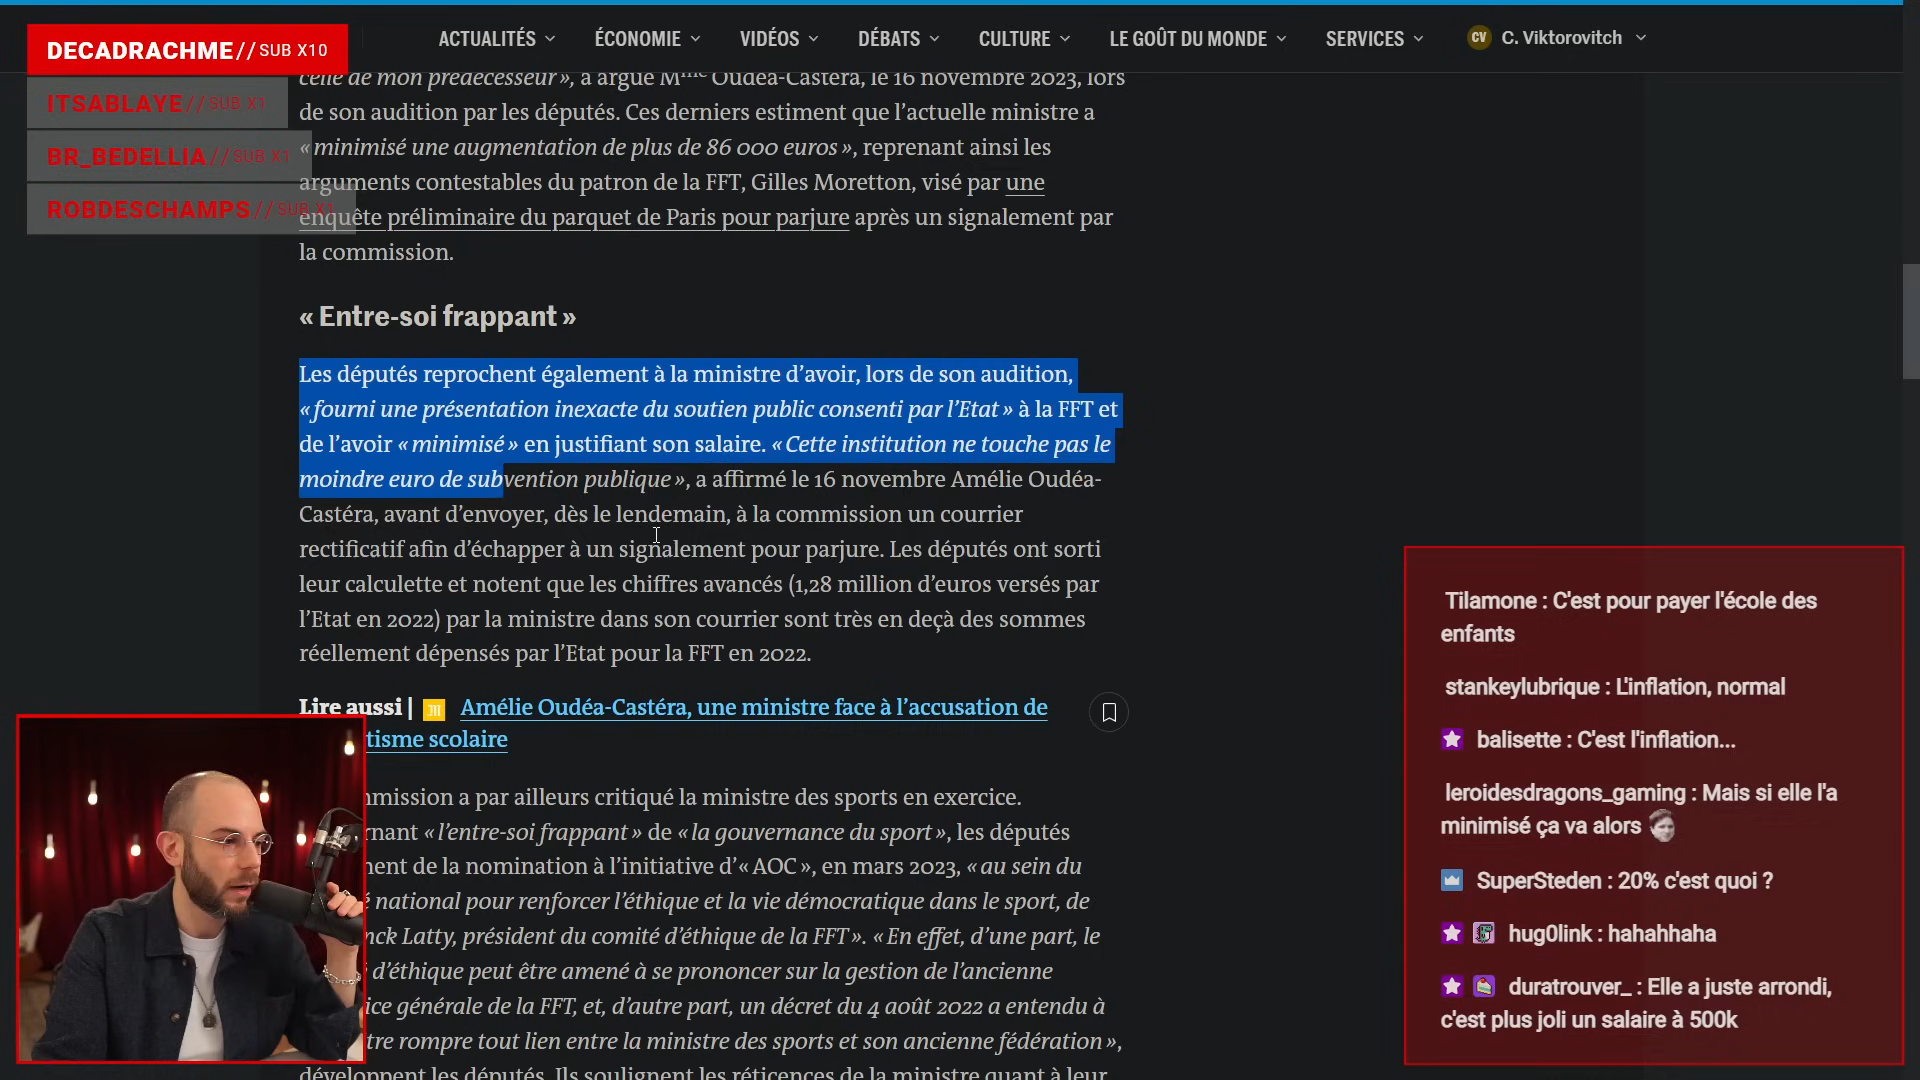 DECADRACHME//SUB X10
ITSABLAYE//SUB X1
BR_BEDELLIA//SUB X1
ROBDESCHAMPS//SUB X1
ACTUALITÉS
ÉCONOMIE
VIDÉOS
DÉBATS
CULTURE
LE GOÛT DU MONDE
SERVICES
CV
C. Viktorovitch
celle de mon prédécesseur », a argué Mme Oudéa-Castéra, le 16 novembre 2023, lors
de son audition par les députés. Ces derniers estiment que l’actuelle ministre a
« minimisé une augmentation de plus de 86 000 euros », reprenant ainsi les
arguments contestables du patron de la FFT, Gilles Moretton, visé par une
enquête préliminaire du parquet de Paris pour parjure après un signalement par
la commission.
« Entre-soi frappant »
Les députés reprochent également à la ministre d’avoir, lors de son audition,
« fourni une présentation inexacte du soutien public consenti par l’Etat » à la FFT et
de l’avoir « minimisé » en justifiant son salaire. « Cette institution ne touche pas le
moindre euro de subvention publique », a affirmé le 16 novembre Amélie Oudéa-
Castéra, avant d’envoyer, dès le lendemain, à la commission un courrier
rectificatif afin d’échapper à un signalement pour parjure. Les députés ont sorti
leur calculette et notent que les chiffres avancés (1,28 million d’euros versés par
l’Etat en 2022) par la ministre dans son courrier sont très en deçà des sommes
réellement dépensés par l’Etat pour la FFT en 2022.
Lire aussi | Amélie Oudéa-Castéra, une ministre face à l’accusation de
tisme scolaire
mmission a par ailleurs critiqué la ministre des sports en exercice.
rnant « l’entre-soi frappant » de « la gouvernance du sport », les députés
ment de la nomination à l’initiative d’« AOC », en mars 2023, « au sein du
é national pour renforcer l’éthique et la vie démocratique dans le sport, de
nck Latty, président du comité d’éthique de la FFT ». « En effet, d’une part, le
d’éthique peut être amené à se prononcer sur la gestion de l’ancienne
ice générale de la FFT, et, d’autre part, un décret du 4 août 2022 a entendu à
tre rompre tout lien entre la ministre des sports et son ancienne fédération »,
développent les députés. Ils soulignent les réticences de la ministre quant à leur
Tilamone : C'est pour payer l'école des
enfants
stankeylubrique : L'inflation, normal
balisette : C'est l'inflation...
leroidesdragons_gaming : Mais si elle l'a
minimisé ça va alors
SuperSteden : 20% c'est quoi ?
hug0link : hahahhaha
duratrouver_ : Elle a juste arrondi,
c'est plus joli un salaire à 500k